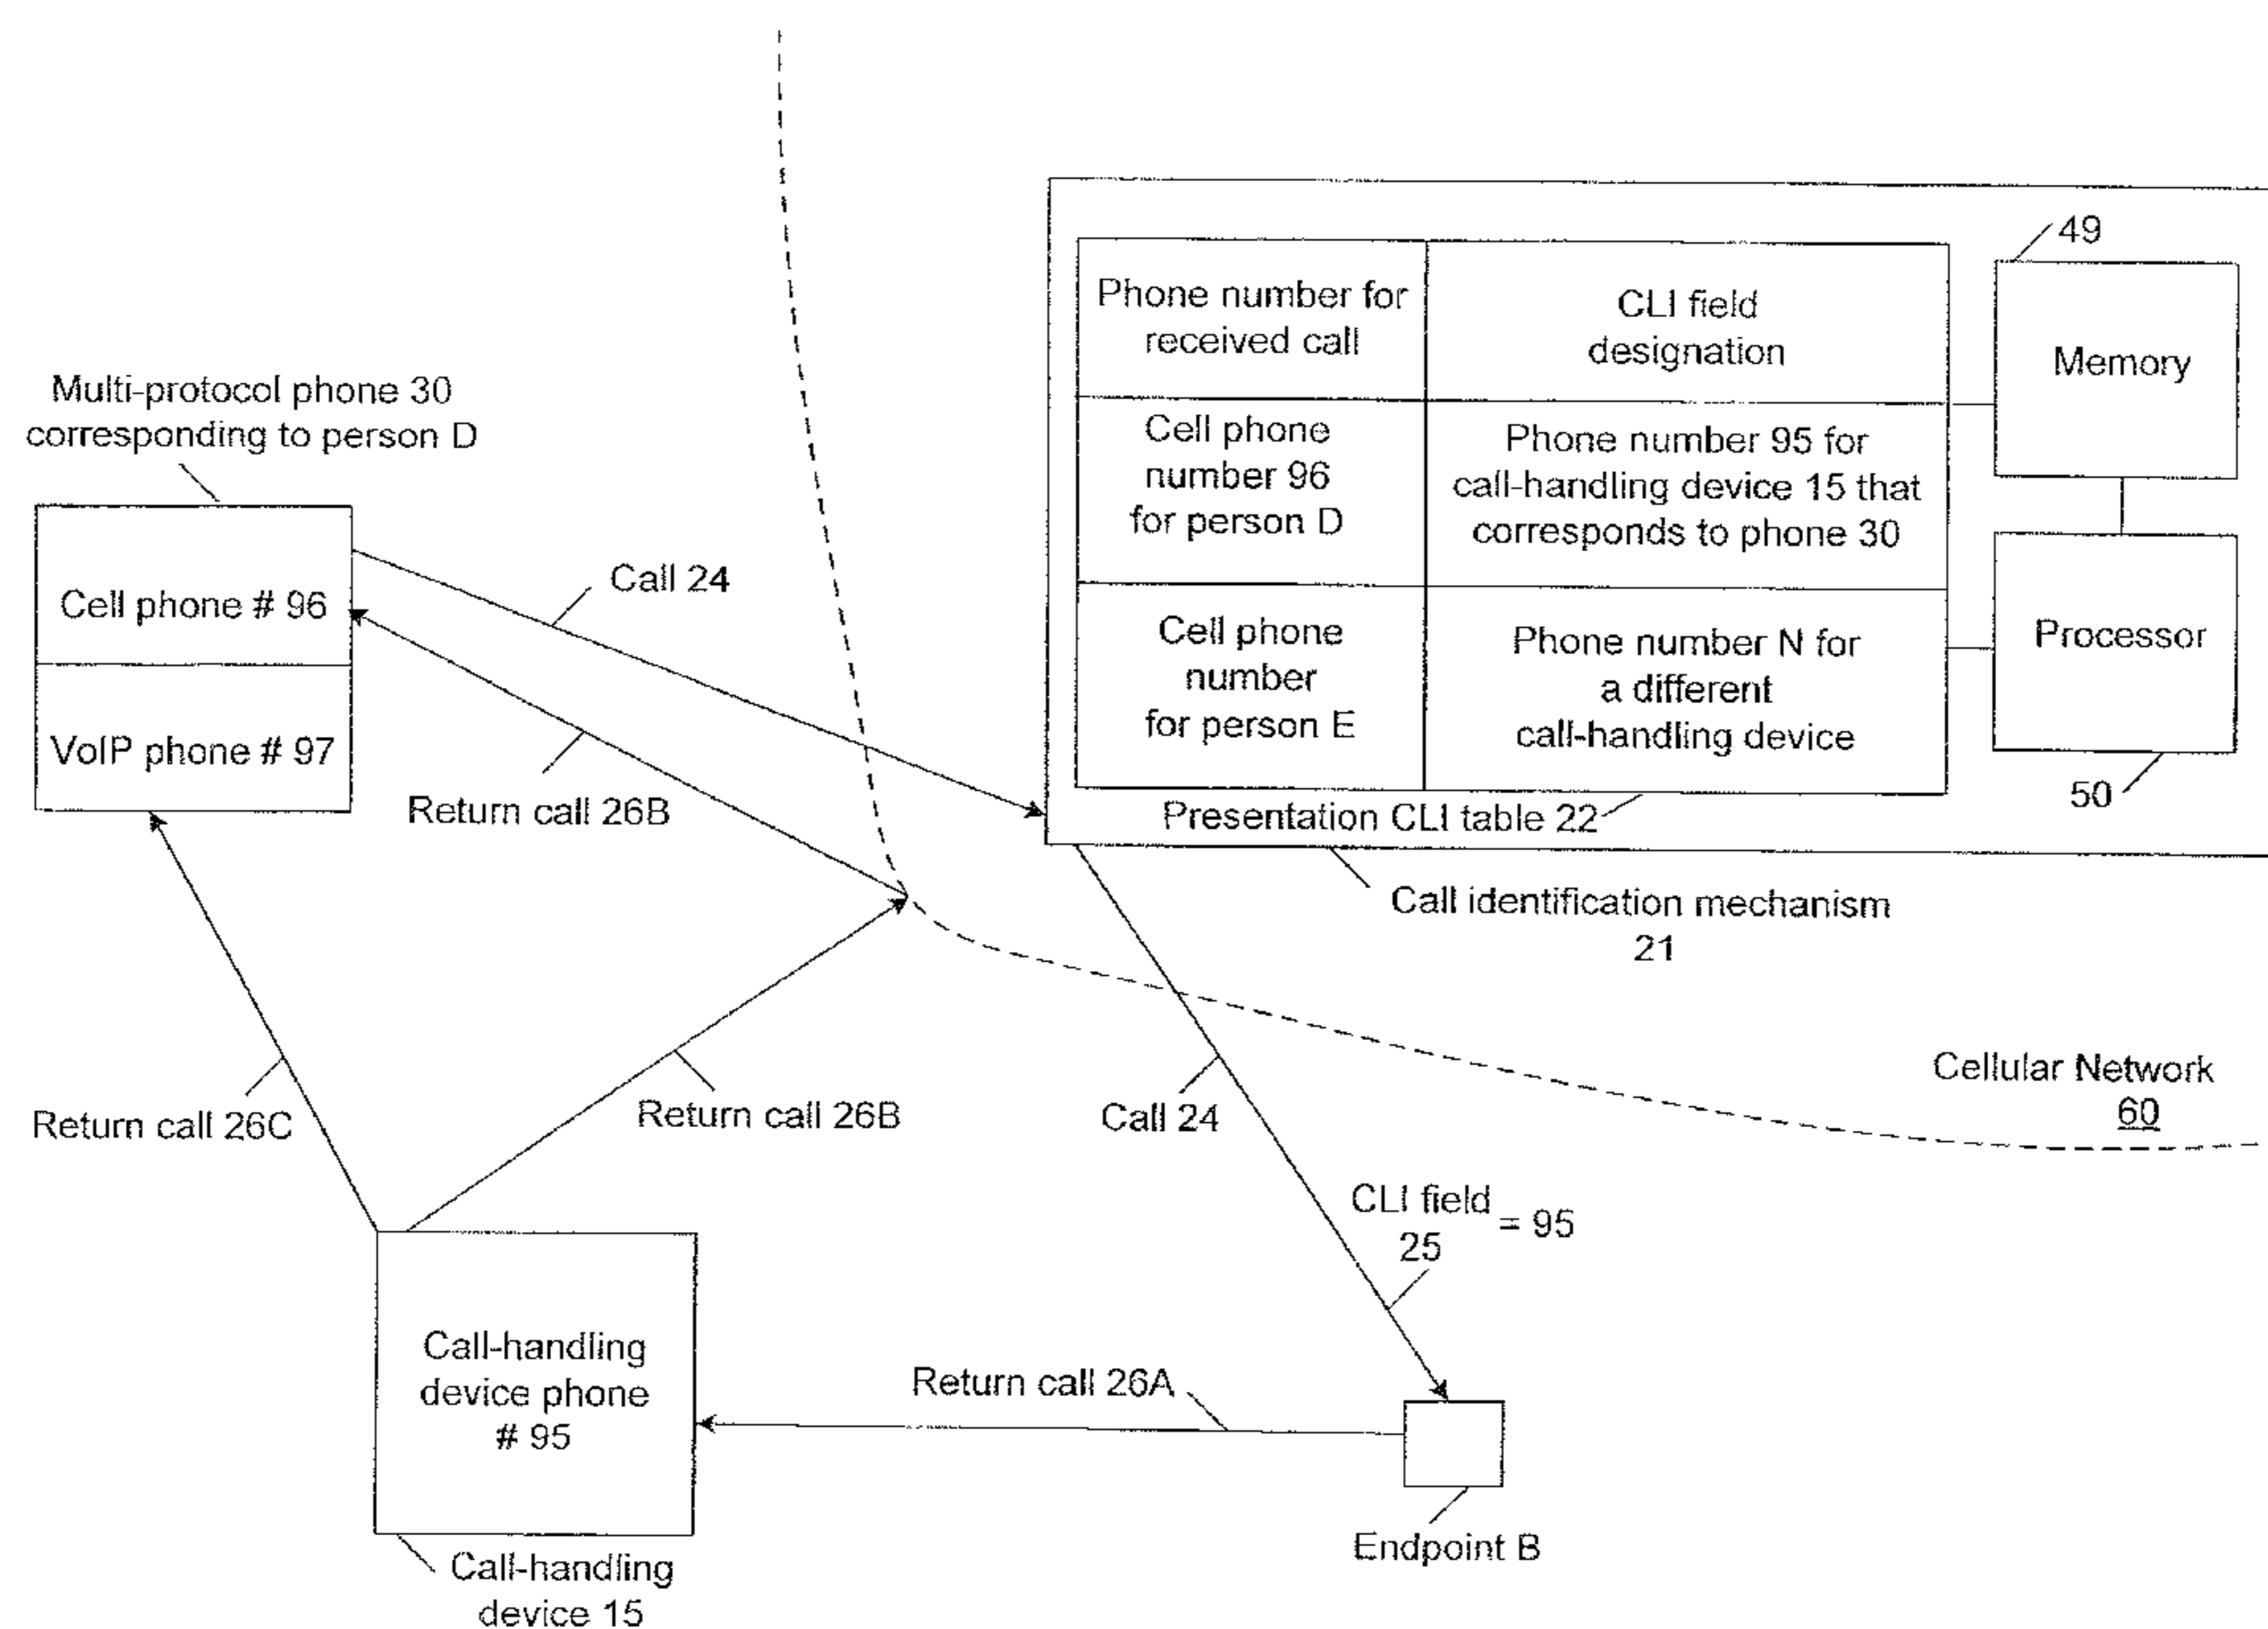 49
Phone number for
received call
CLI field
designation
Memory
Cell phone
number 96
for person D
Phone number 95 for
call-handling device 15 that
corresponds to phone 30
Cell phone
number
for person E
Phone number N for
a different
call-handling device
Processor
50
Presentation CLI table 22
Call identification mechanism
21
Multi-protocol phone 30
corresponding to person D
Cell phone # 96
VoIP phone # 97
Call 24
Return call 26B
Return call 26C
Return call 26B
Call 24
Cellular Network
60
CLI field
25
= 95
Return call 26A
Call-handling
device phone
# 95
Call-handling
device 15
Endpoint B